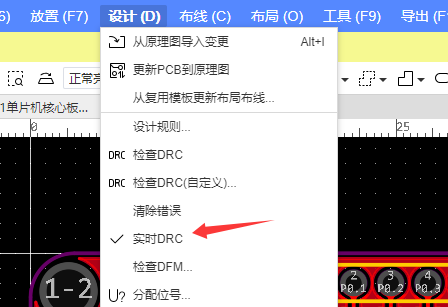 放置 (F7) 设计 (D) 布线 (C) 布局 (O) 工具 (F9) 导出
从原理图导入变更 Alt+I
更新PCB到原理图
正常
从复用模板更新布局布线...
1单片机核心板...
0 25
设计规则...
DRC 检查DRC
DRC 检查DRC(自定义)...
清除错误
实时DRC
检查DFM...
U? 分配位号...
1-2
2 3 4
P0.1 P0.2 P0.3